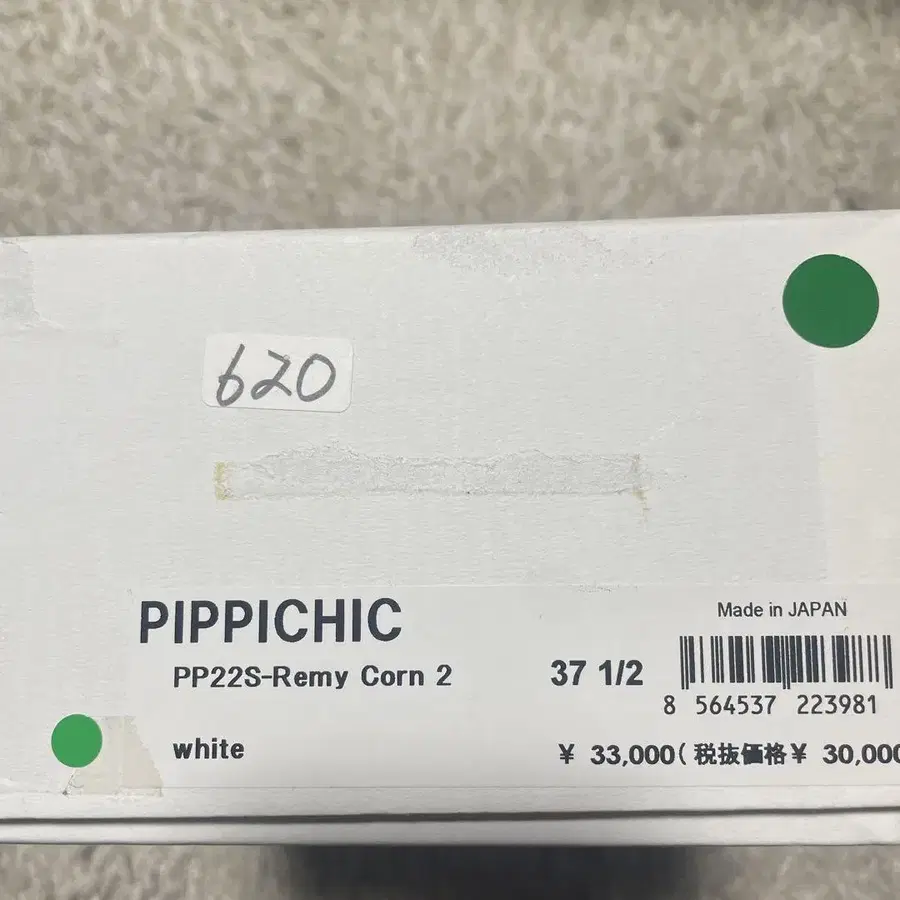 620
PIPPICHIC
Made in JAPAN
PP22S-Remy Corn 2
37 1/2
8 564537 223981
white
¥ 33,000( 税抜価格¥ 30,000